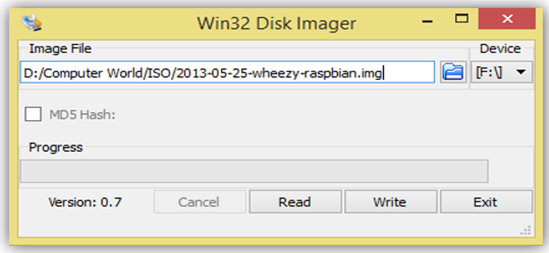 Win32 Disk Imager
Image File
Device
D:/Computer World/ISO/2013-05-25-wheezy-raspbian.img
[F:\]
MD5 Hash:
Progress
Version: 0.7
Cancel
Read
Write
Exit